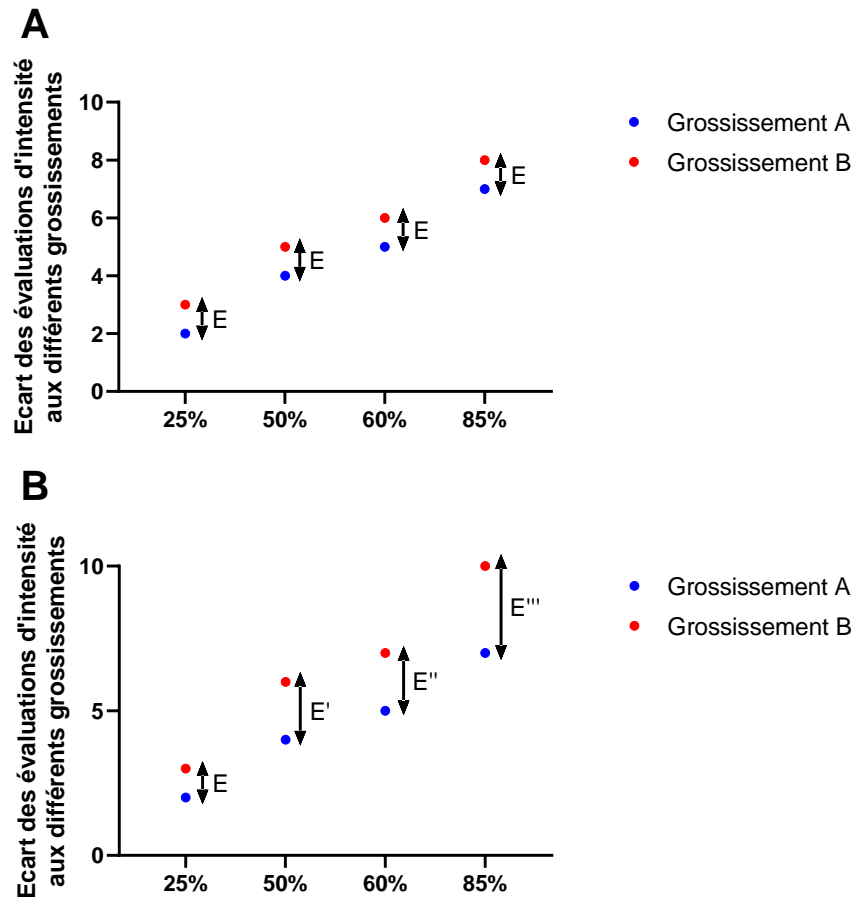 A
Ecart des évaluations d'intensité
aux différents grossissements
10
8
6
4
2
0
E
E
E
E
25%
50%
60%
85%
Grossissement A
Grossissement B
B
Ecart des évaluations d'intensité
aux différents grossissements
10
5
0
E
E'
E''
E'''
25%
50%
60%
85%
Grossissement A
Grossissement B